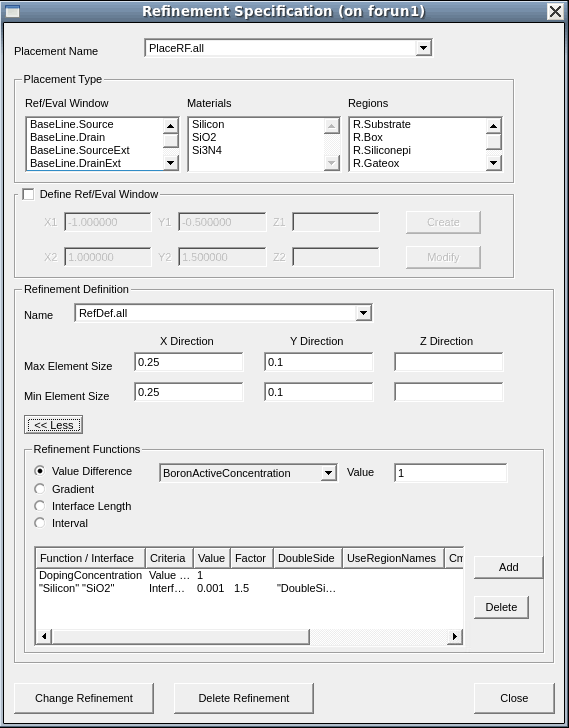 Refinement Specification (on forun1)
Placement Name PlaceRF.all
Placement Type
Ref/Eval Window Materials Regions
BaseLine.Source Silicon R.Substrate
BaseLine.Drain SiO2 R.Box
BaseLine.SourceExt Si3N4 R.Siliconepi
BaseLine.DrainExt R.Gateox
Define Ref/Eval Window
X1 -1.000000 Y1 -0.500000 Z1 Create
X2 1.000000 Y2 1.500000 Z2 Modify
Refinement Definition
Name RefDef.all
X Direction Y Direction Z Direction
Max Element Size 0.25 0.1
Min Element Size 0.25 0.1
<< Less
Refinement Functions
Value Difference BoronActiveConcentration Value 1
Gradient
Interface Length
Interval
Function / Interface Criteria Value Factor DoubleSide UseRegionNames Cm
DopingConcentration Value ... 1
"Silicon" "SiO2" Interf... 0.001 1.5 "DoubleSi...
Add
Delete
Change Refinement Delete Refinement Close